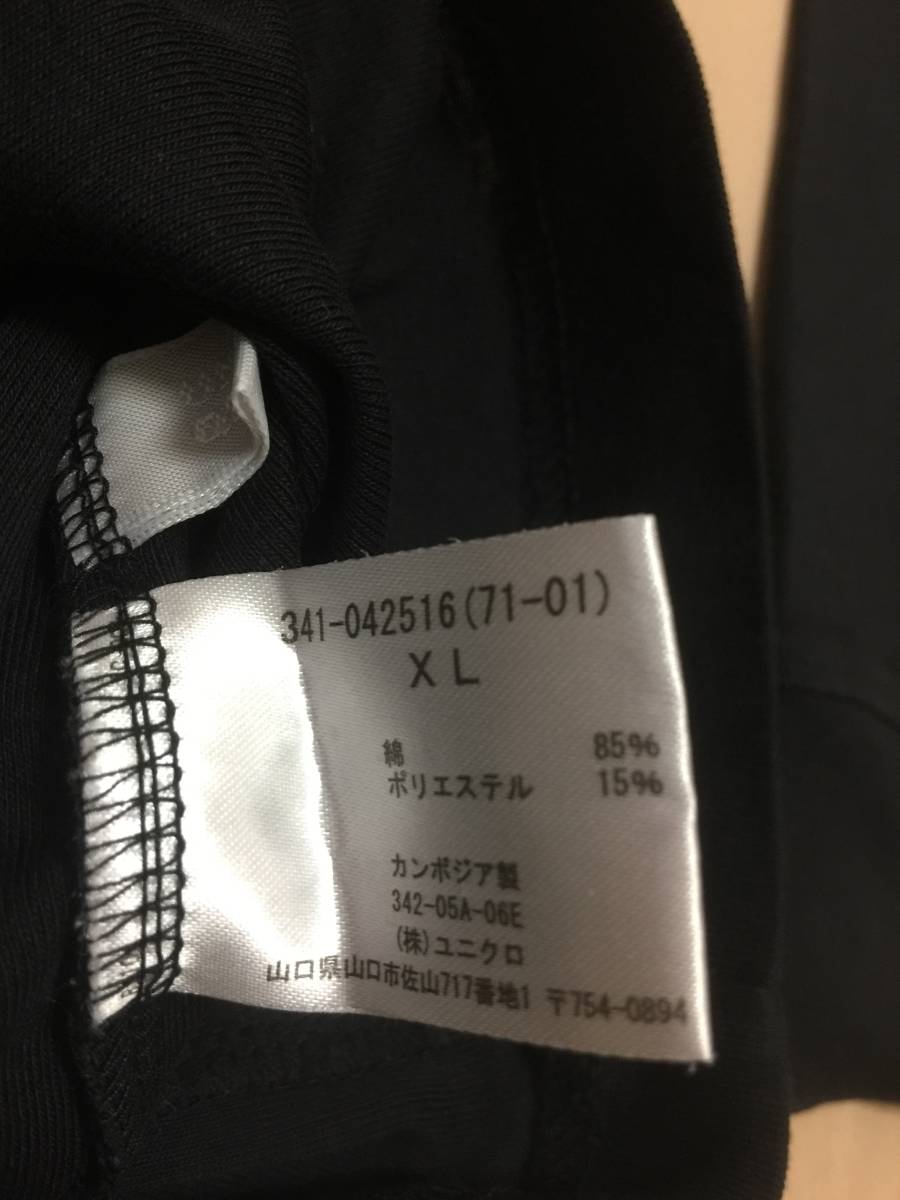 341-042516(71-01)
XL
綿 85%
ポリエステル 15%
カンボジア製
342-05A-06E
(株)ユニクロ
山口県山口市佐山717番地1 〒754-0894